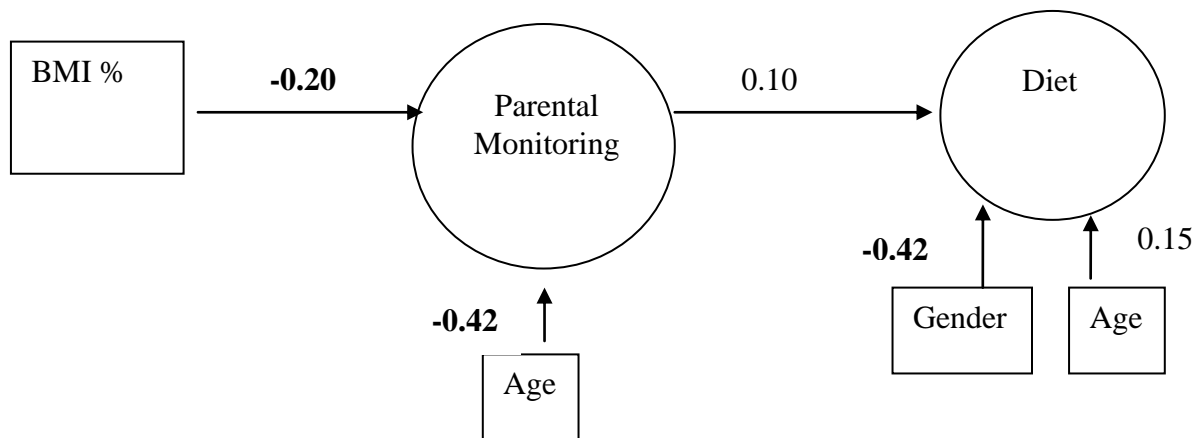 BMI %
-0.20
Parental
Monitoring
0.10
Diet
-0.42
Age
-0.42
Gender
0.15
Age